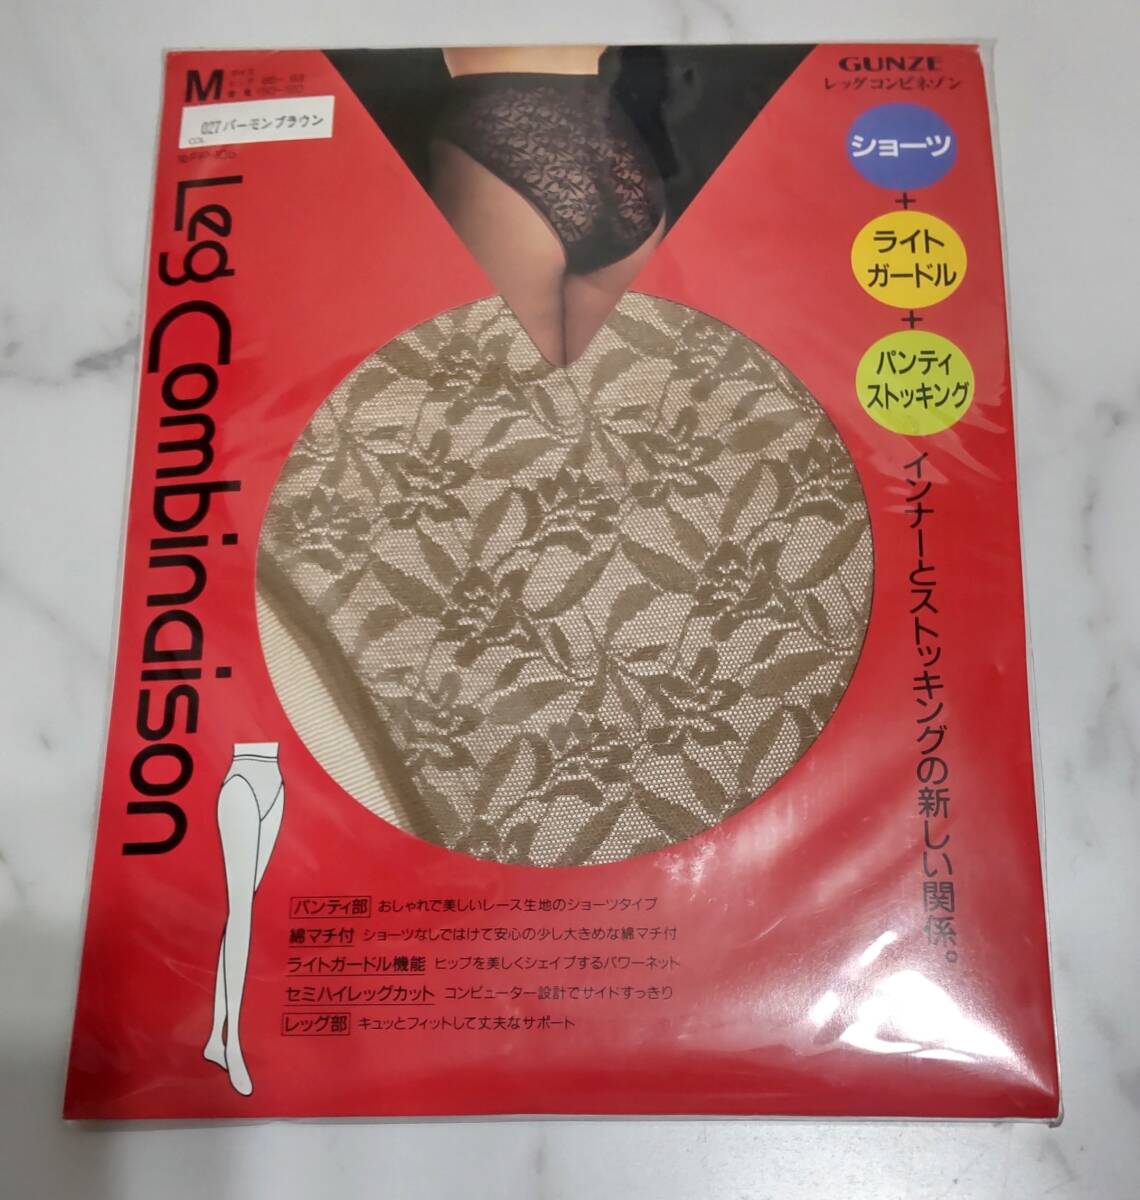 M
サイズ
ヒップ 85-98
027バーモンブラウン
COL
Leg Combinaison
GUNZE
レッグコンビネゾン
ショーツ
+
ライト
ガードル
+
パンティ
ストッキング
インナーとストッキングの新しい関係。
パンティ部 おしゃれで美しいレース生地のショーツタイプ
綿マチ付 ショーツなしではけて安心の少し大きめな綿マチ付
ライトガードル機能 ヒップを美しくシェイプするパワーネット
セミハイレッグカット コンピューター設計でサイドすっきり
レッグ部 キュッとフィットして丈夫なサポート